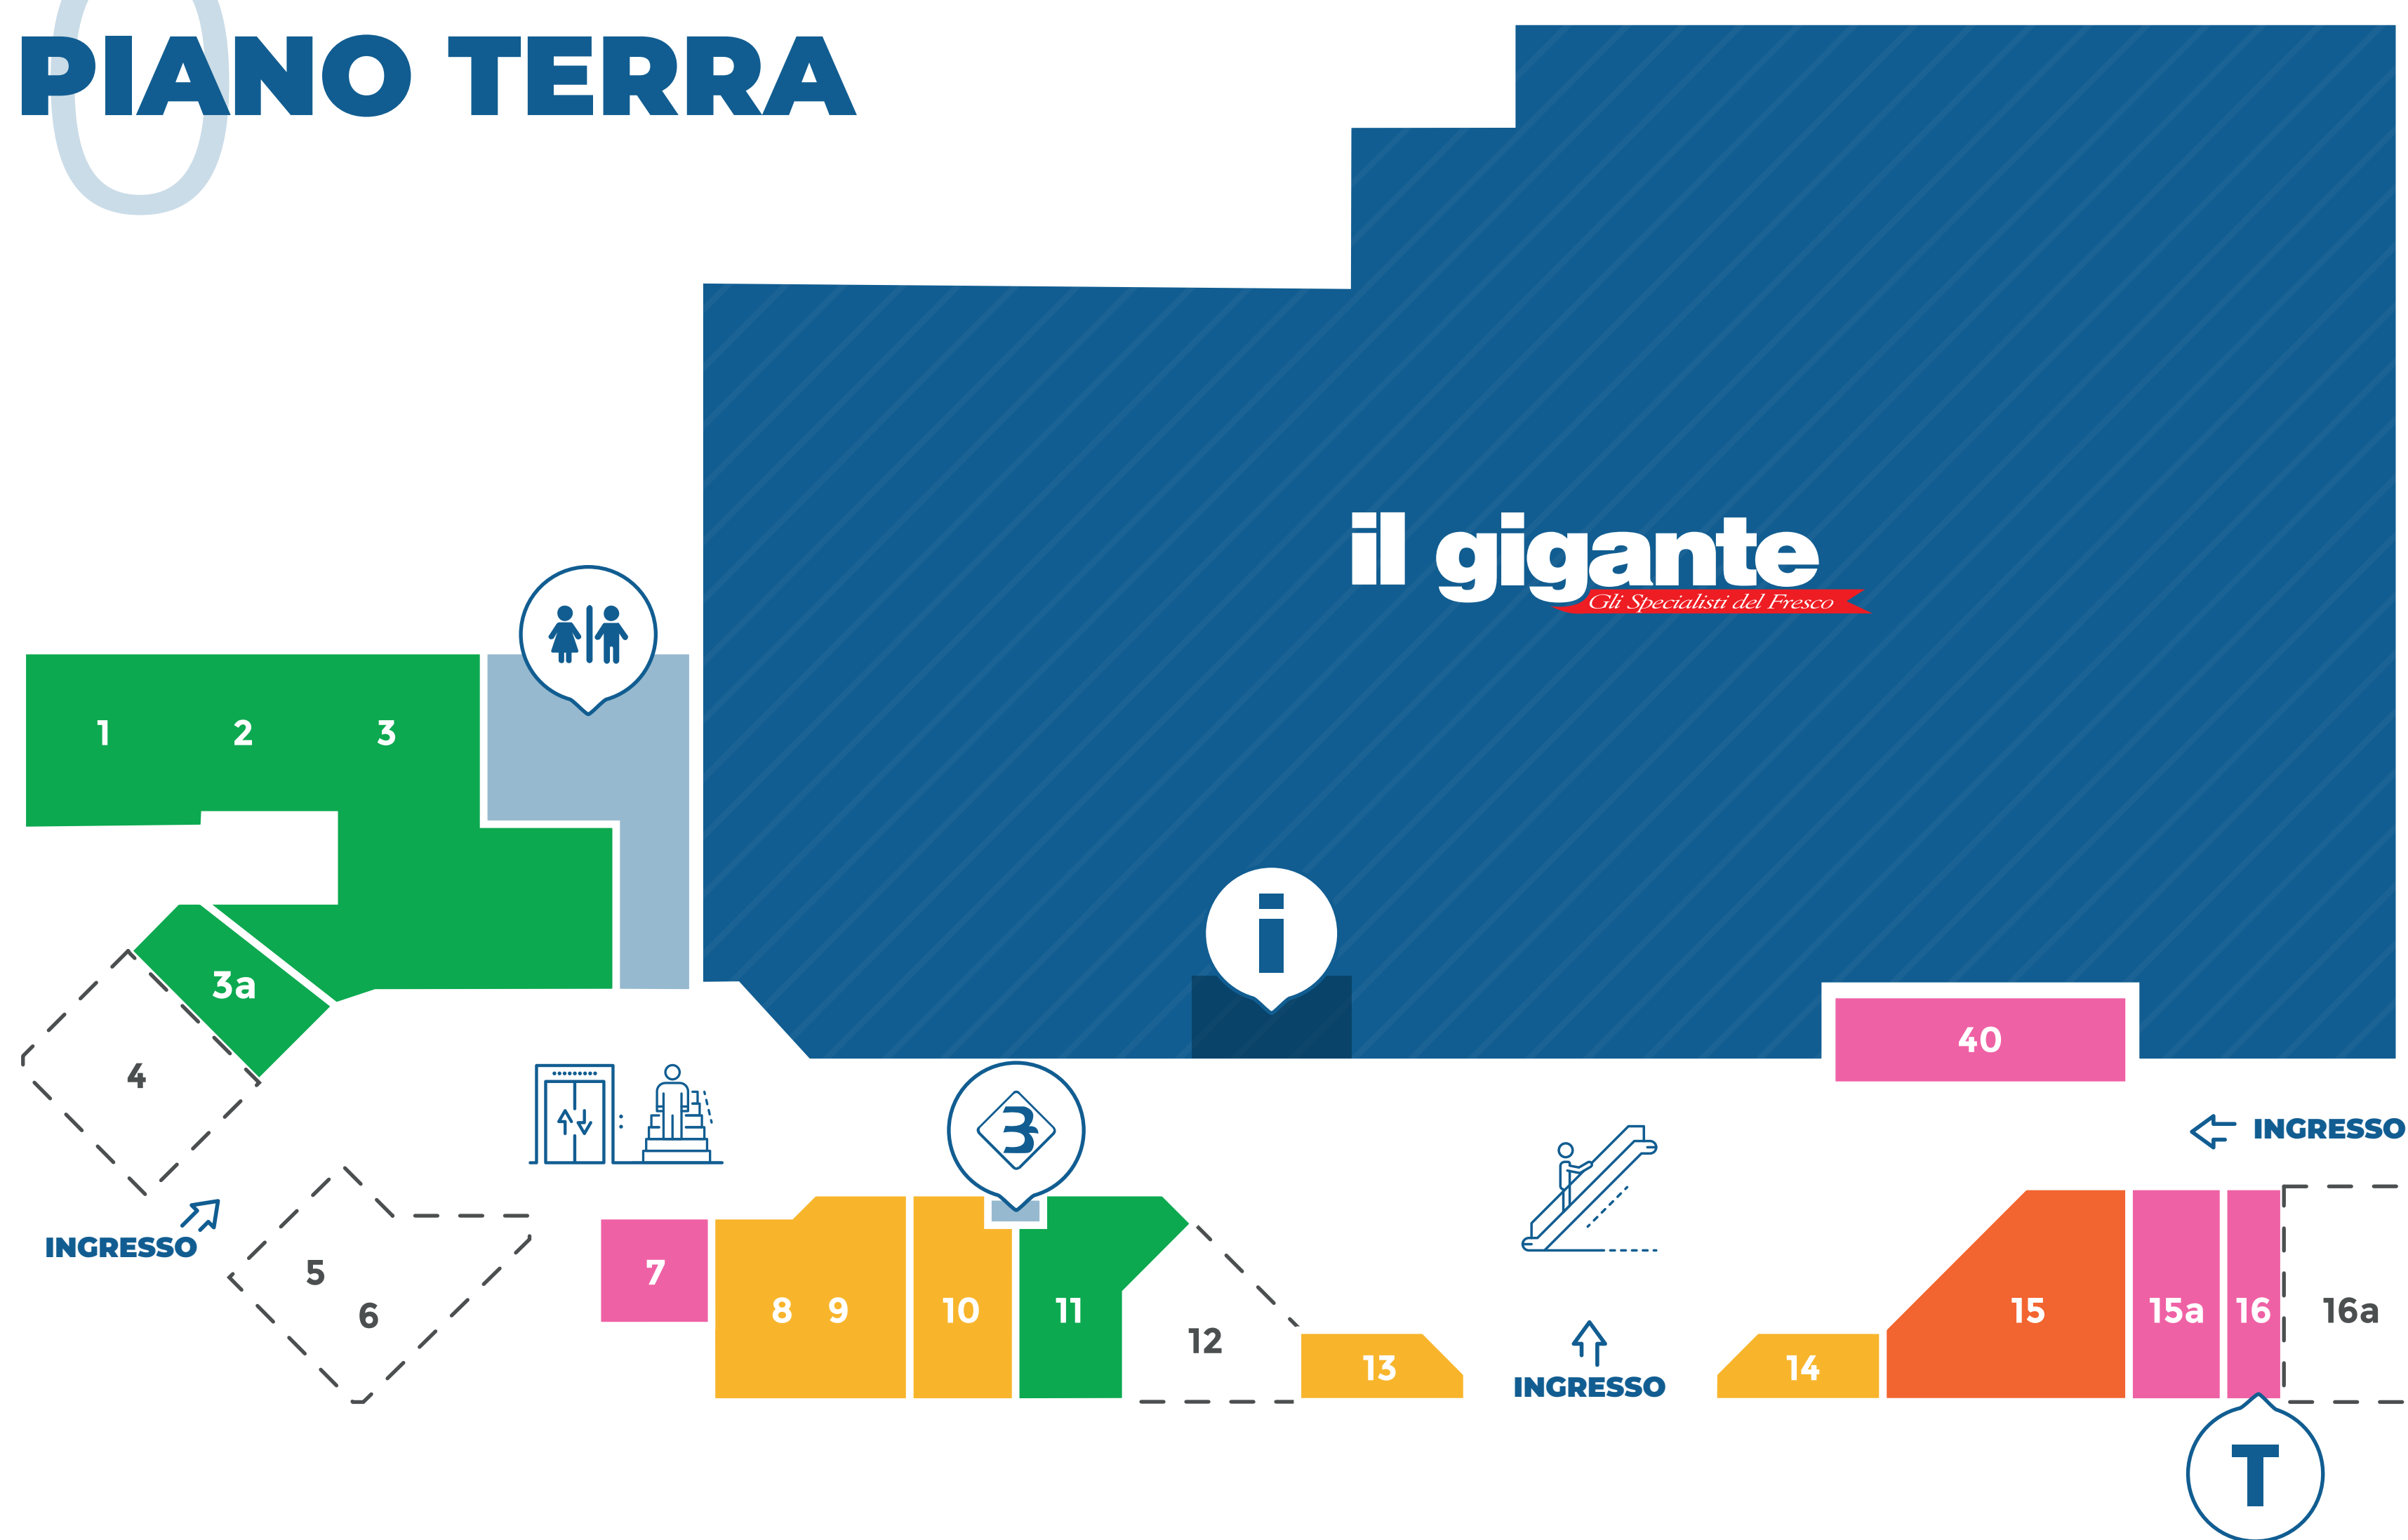 0
PIANO TERRA
il gigante
Gli Specialisti del Fresco
1
2
3
i
3a
40
4
INGRESSO
INGRESSO
5
6
7
8
9
10
11
12
13
INGRESSO
14
15
15a
16
16a
T